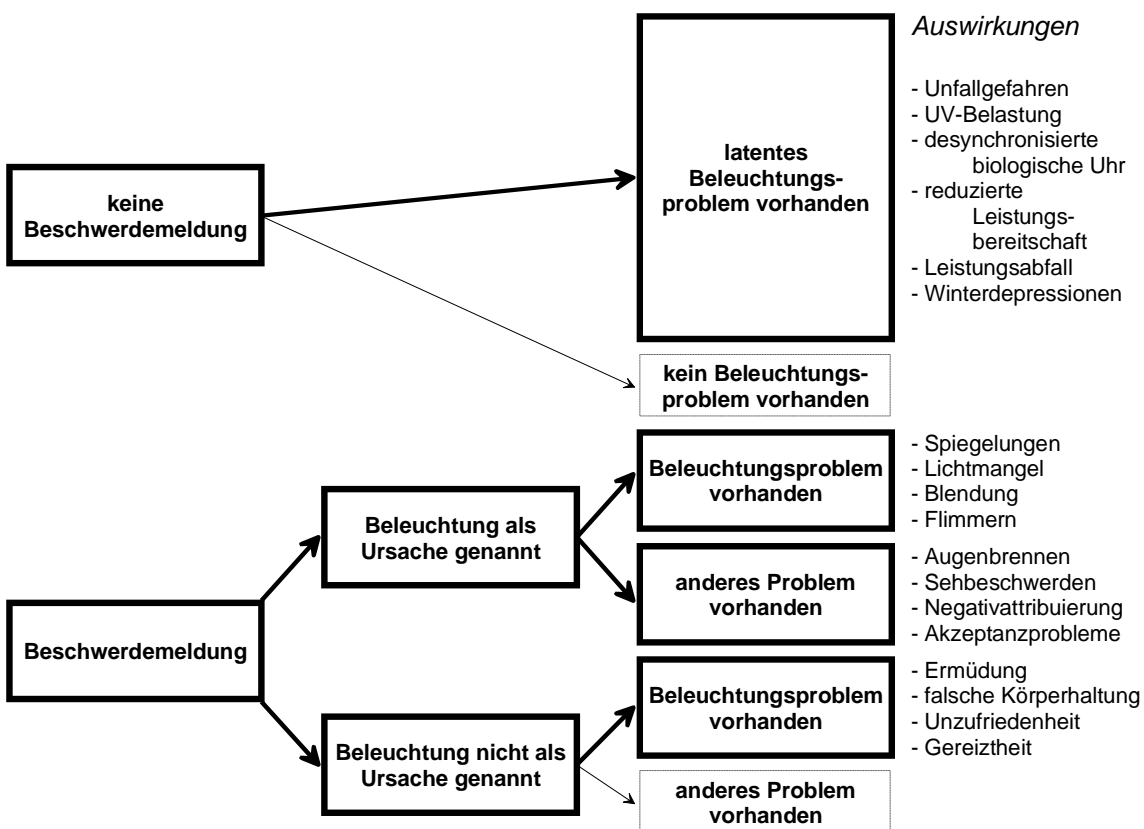 Auswirkungen
keine
Beschwerdemeldung
latentes
Beleuchtungs-
problem vorhanden
- Unfallgefahren
- UV-Belastung
- desynchronisierte
biologische Uhr
- reduzierte
Leistungs-
bereitschaft
- Leistungsabfall
- Winterdepressionen
kein Beleuchtungs-
problem vorhanden
Beschwerdemeldung
Beleuchtung als
Ursache genannt
Beleuchtungsproblem
vorhanden
- Spiegelungen
- Lichtmangel
- Blendung
- Flimmern
anderes Problem
vorhanden
- Augenbrennen
- Sehbeschwerden
- Negativattribuierung
- Akzeptanzprobleme
Beleuchtung nicht als
Ursache genannt
Beleuchtungsproblem
vorhanden
- Ermüdung
- falsche Körperhaltung
- Unzufriedenheit
- Gereiztheit
anderes Problem
vorhanden